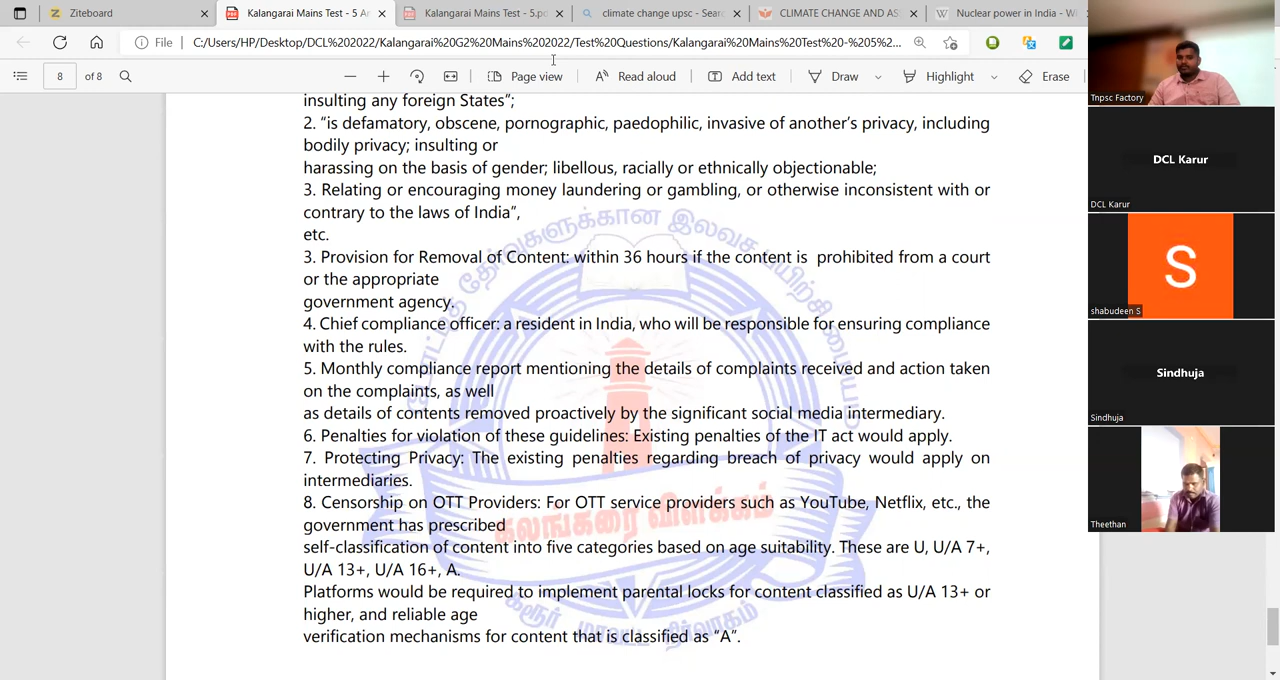 Ziteboard
Kalangarai Mains Test - 5 An
Kalangarai Mains Test - 5.pd
climate change upsc - Sear
CLIMATE CHANGE AND AS
Nuclear power in India - W
File
C:/Users/HP/Desktop/DCL%20DD/Kalangarai%20G2%20Mains%202022/Test%20Questions/Kalangarai%20Mains%20Test%20-%205%2...
8 of 8
Page view
Read aloud
Add text
Draw
Highlight
Erase
insulting any foreign States”;
2. “is defamatory, obscene, pornographic, paedophilic, invasive of another’s privacy, including
bodily privacy; insulting or
harassing on the basis of gender; libellous, racially or ethnically objectionable;
3. Relating or encouraging money laundering or gambling, or otherwise inconsistent with or
contrary to the laws of India”,
etc.
3. Provision for Removal of Content: within 36 hours if the content is prohibited from a court
or the appropriate
government agency.
4. Chief compliance officer: a resident in India, who will be responsible for ensuring compliance
with the rules.
5. Monthly compliance report mentioning the details of complaints received and action taken
on the complaints, as well
as details of contents removed proactively by the significant social media intermediary.
6. Penalties for violation of these guidelines: Existing penalties of the IT act would apply.
7. Protecting Privacy: The existing penalties regarding breach of privacy would apply on
intermediaries.
8. Censorship on OTT Providers: For OTT service providers such as YouTube, Netflix, etc., the
government has prescribed
self-classification of content into five categories based on age suitability. These are U, U/A 7+,
U/A 13+, U/A 16+, A.
Platforms would be required to implement parental locks for content classified as U/A 13+ or
higher, and reliable age
verification mechanisms for content that is classified as “A”.
கலங்கரை விளக்கம்
கரூர் மாவட்ட நிர்வாகம்
Tnpsc Factory
DCL Karur
DCL Karur
S
shabudeen S
Sindhuja
Sindhuja
Theethan